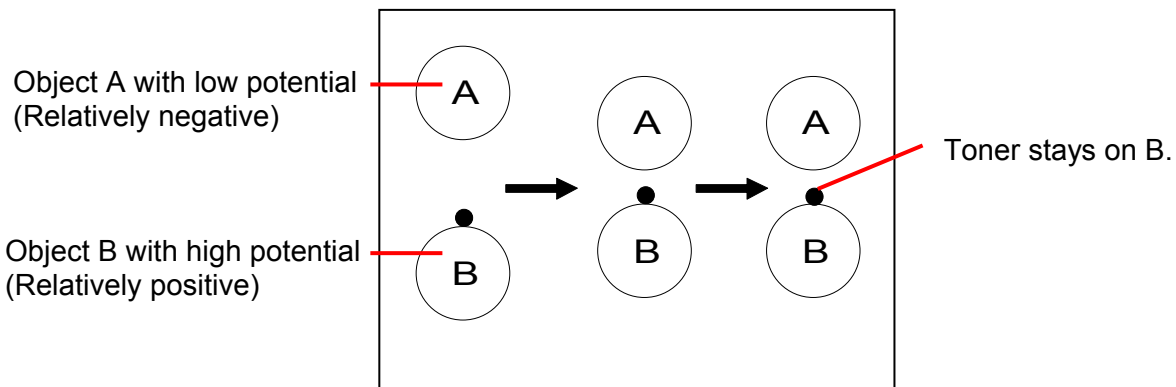 Object A with low potential
(Relatively negative)
A
A
A
Toner stays on B.
Object B with high potential
(Relatively positive)
B
B
B